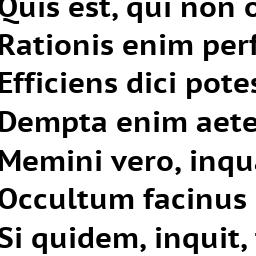 Quis est, qui non o
Rationis enim perf
Efficiens dici potes
Dempta enim aete
Memini vero, inqu
Occultum facinus
Si quidem, inquit,